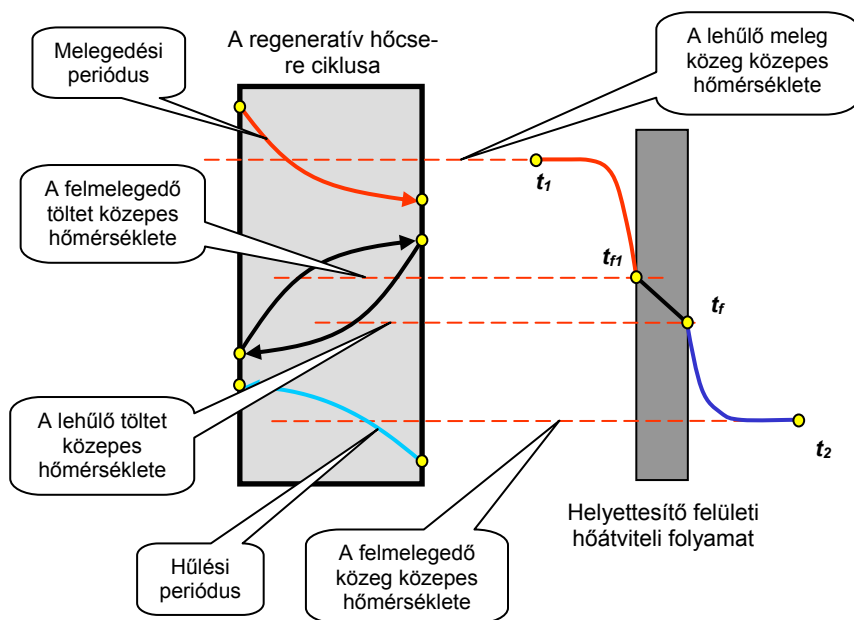 Melegedési
periódus
A regeneratív hőcse-
re ciklusa
A lehűlő meleg
közeg közepes
hőmérséklete
A felmelegedő
töltet közepes
hőmérséklete
t1
tf1
tf
t2
A lehűlő töltet
közepes
hőmérséklete
Hűlési
periódus
A felmelegedő
közeg közepes
hőmérséklete
Helyettesítő felületi
hőátviteli folyamat